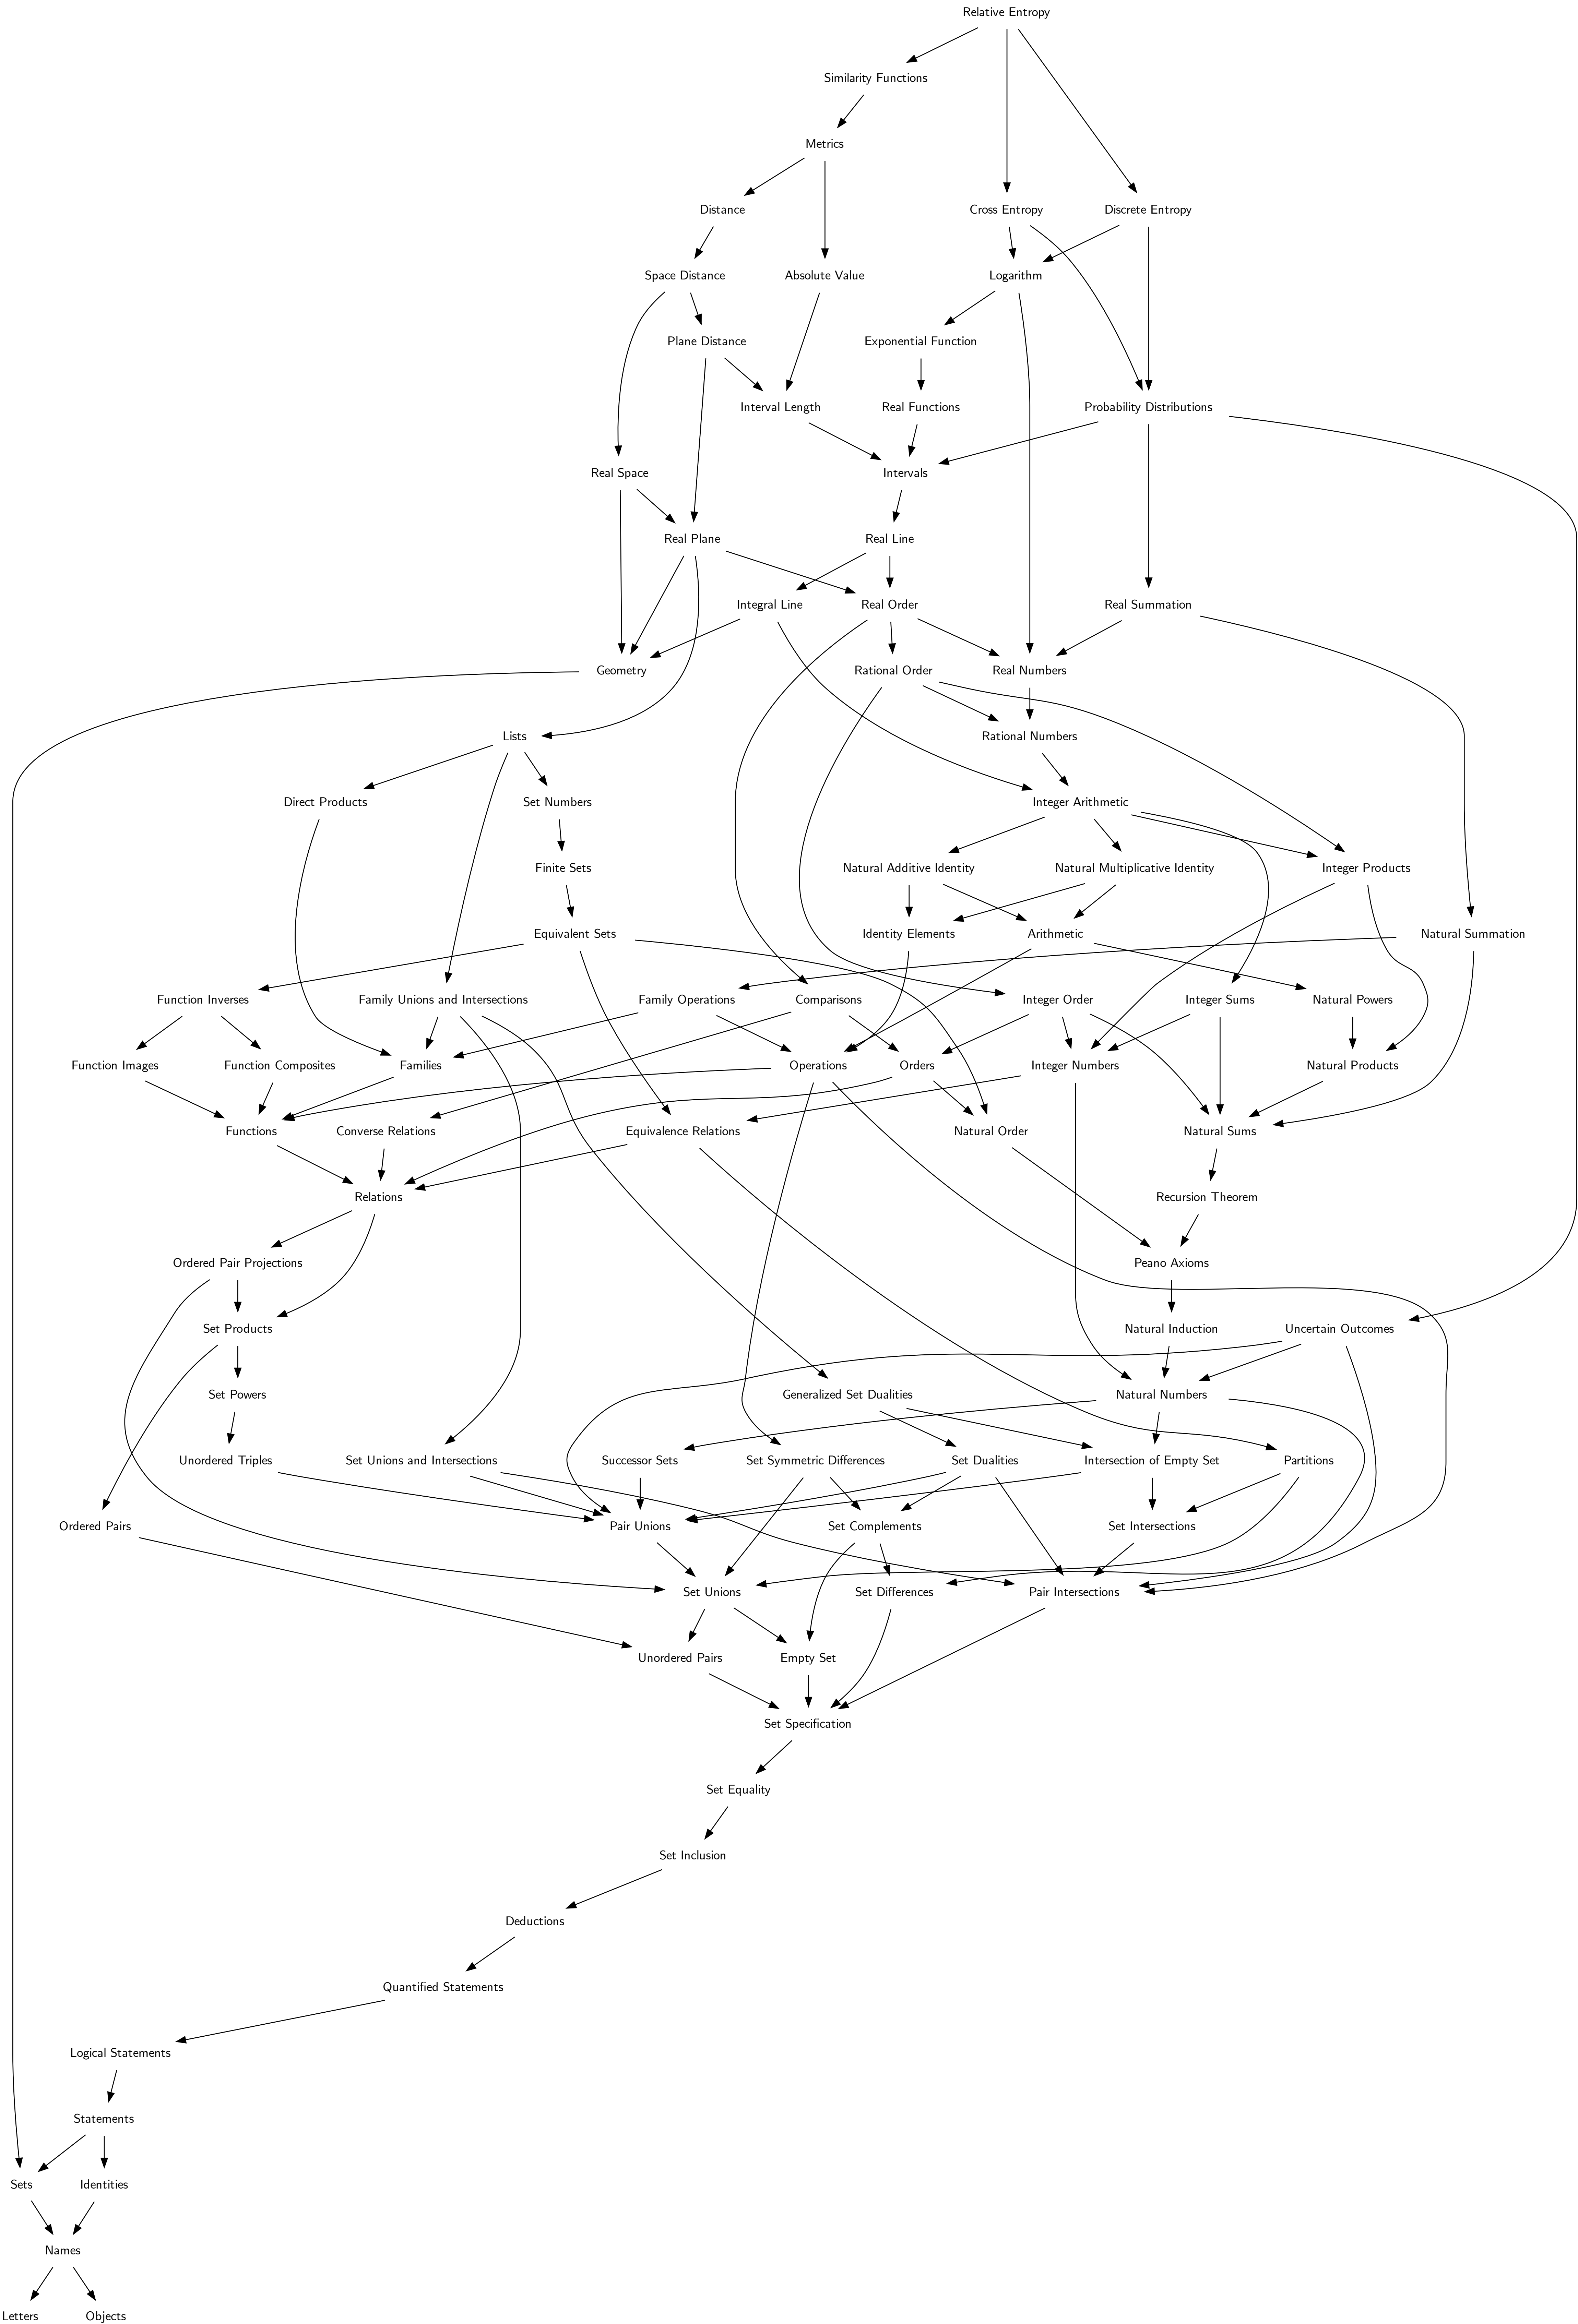 Relative Entropy
Similarity Functions
Metrics
Distance
Cross Entropy
Discrete Entropy
Space Distance
Absolute Value
Logarithm
Plane Distance
Exponential Function
Interval Length
Real Functions
Probability Distributions
Real Space
Intervals
Real Plane
Real Line
Integral Line
Real Order
Real Summation
Geometry
Rational Order
Real Numbers
Lists
Rational Numbers
Direct Products
Set Numbers
Integer Arithmetic
Finite Sets
Natural Additive Identity
Natural Multiplicative Identity
Integer Products
Equivalent Sets
Identity Elements
Arithmetic
Natural Summation
Function Inverses
Family Unions and Intersections
Family Operations
Comparisons
Integer Order
Integer Sums
Natural Powers
Function Images
Function Composites
Families
Operations
Orders
Integer Numbers
Natural Products
Functions
Converse Relations
Equivalence Relations
Natural Order
Natural Sums
Relations
Recursion Theorem
Ordered Pair Projections
Peano Axioms
Set Products
Natural Induction
Uncertain Outcomes
Set Powers
Generalized Set Dualities
Natural Numbers
Unordered Triples
Set Unions and Intersections
Successor Sets
Set Symmetric Differences
Set Dualities
Intersection of Empty Set
Partitions
Ordered Pairs
Pair Unions
Set Complements
Set Intersections
Set Unions
Set Differences
Pair Intersections
Unordered Pairs
Empty Set
Set Specification
Set Equality
Set Inclusion
Deductions
Quantified Statements
Logical Statements
Statements
Sets
Identities
Names
Letters
Objects